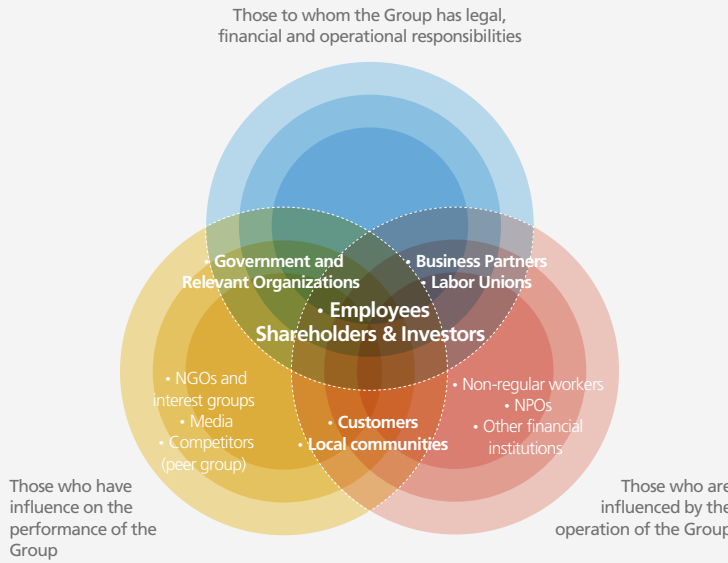 Those to whom the Group has legal,
financial and operational responsibilities
• Government and
Relevant Organizations
• Business Partners
• Labor Unions
• Employees
Shareholders & Investors
• NGOs and
interest groups
• Media
• Competitors
(peer group)
• Customers
• Local communities
• Non-regular workers
• NPOs
• Other financial
institutions
Those who have
influence on the
performance of the
Group
Those who are
influenced by the
operation of the Group